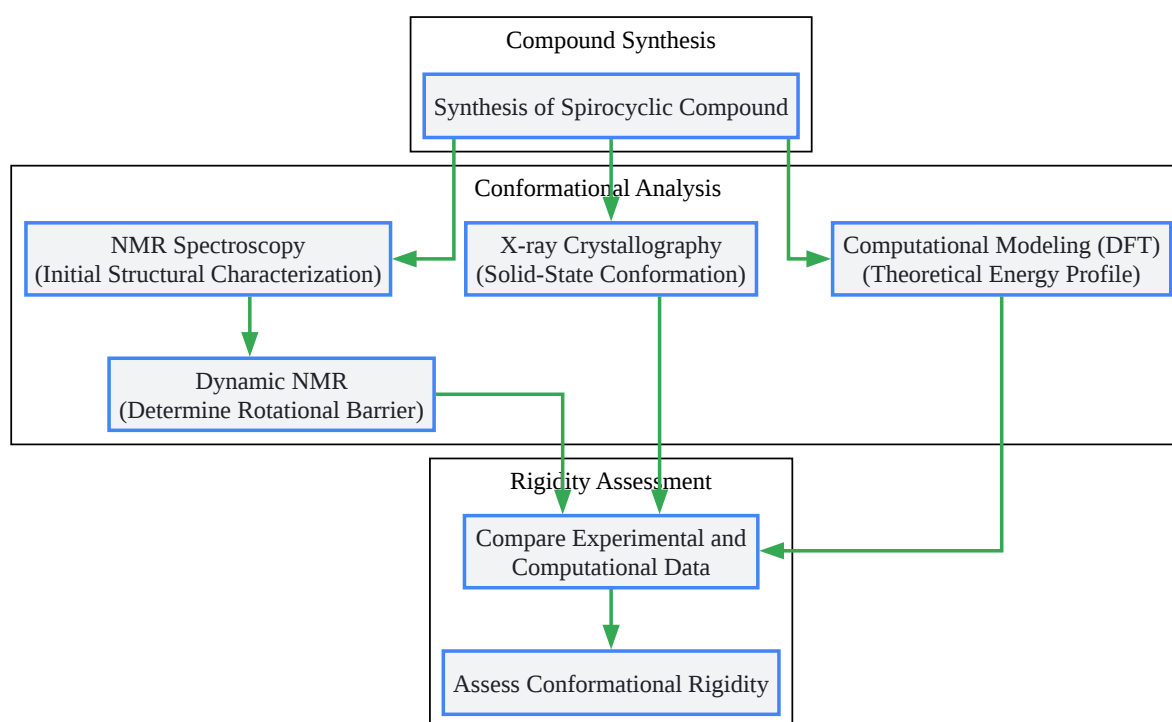 Compound Synthesis
Synthesis of Spirocyclic Compound
Conformational Analysis
NMR Spectroscopy
(Initial Structural Characterization)
X-ray Crystallography
(Solid-State Conformation)
Computational Modeling (DFT)
(Theoretical Energy Profile)
Dynamic NMR
(Determine Rotational Barrier)
Rigidity Assessment
Compare Experimental and
Computational Data
Assess Conformational Rigidity